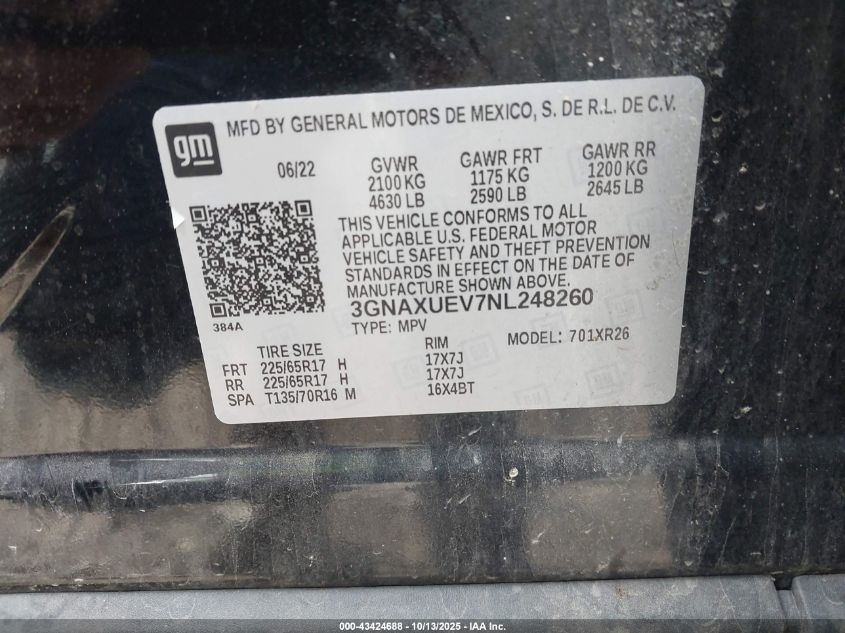 gm
MFD BY GENERAL MOTORS DE MEXICO, S. DE R.L. DE C.V.
06/22 GVWR GAWR FRT GAWR RR
2100 KG 1175 KG 1200 KG
4630 LB 2590 LB 2645 LB
THIS VEHICLE CONFORMS TO ALL
APPLICABLE U.S. FEDERAL MOTOR
VEHICLE SAFETY AND THEFT PREVENTION
STANDARDS IN EFFECT ON THE DATE OF
MANUFACTURE SHOWN ABOVE.
3GNAXUEV7NL248260
384A
TYPE: MPV MODEL: 701XR26
TIRE SIZE RIM
FRT 225/65R17 H 17X7J
RR 225/65R17 H 17X7J
SPA T135/70R16 M 16X4BT
000-43424688 - 10/13/2025 - IAA Inc.